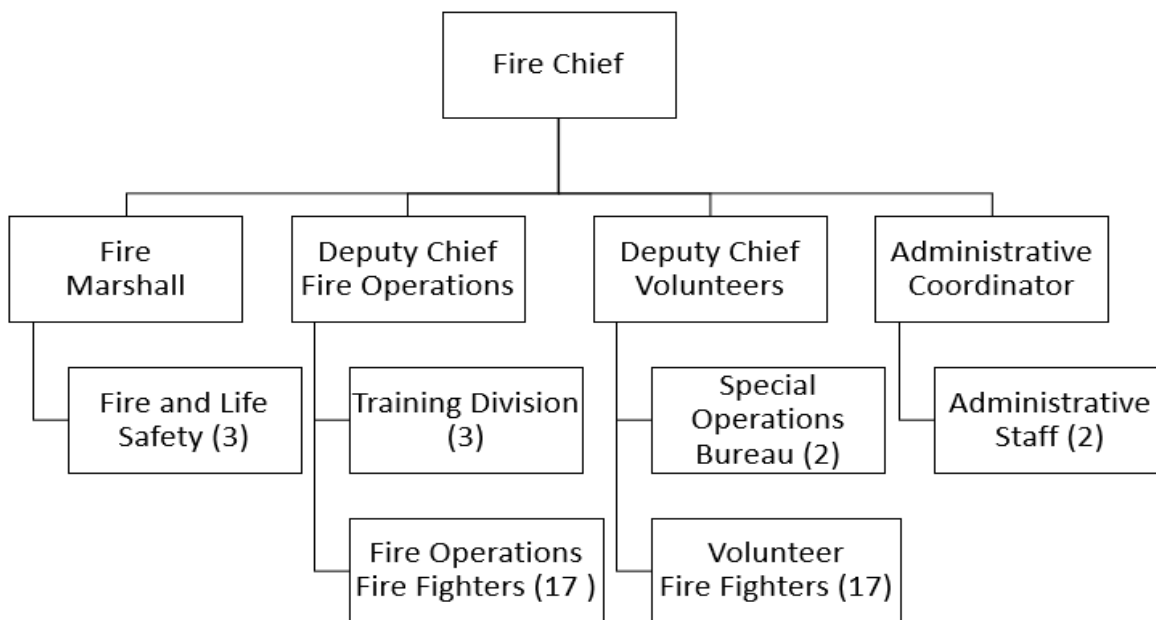 Fire Chief
Fire
Marshall
Deputy Chief
Fire Operations
Deputy Chief
Volunteers
Administrative
Coordinator
Fire and Life
Safety (3)
Training Division
(3)
Special
Operations
Bureau (2)
Administrative
Staff (2)
Fire Operations
Fire Fighters (17 )
Volunteer
Fire Fighters (17)